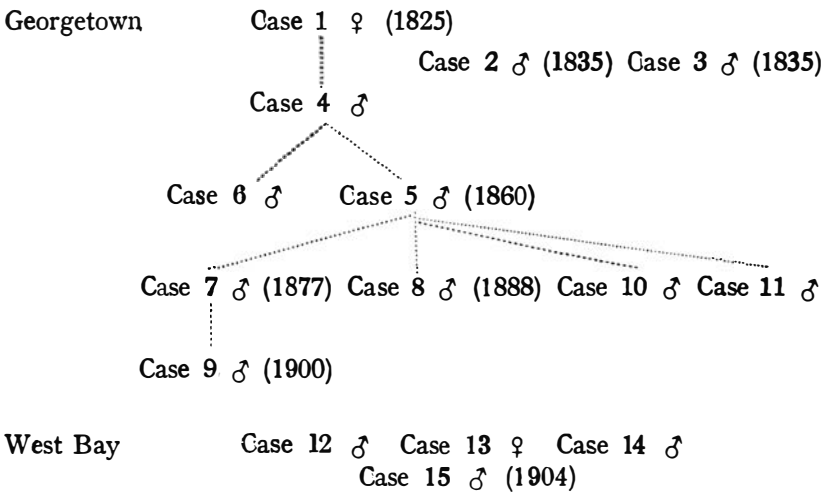 Georgetown Case 1 ♀ (1825)
Case 2 ♂ (1835) Case 3 ♂ (1835)
Case 4 ♂
Case 6 ♂ Case 5 ♂ (1860)
Case 7 ♂ (1877) Case 8 ♂ (1888) Case 10 ♂ Case 11 ♂
Case 9 ♂ (1900)
West Bay Case 12 ♂ Case 13 ♀ Case 14 ♂
Case 15 ♂ (1904)